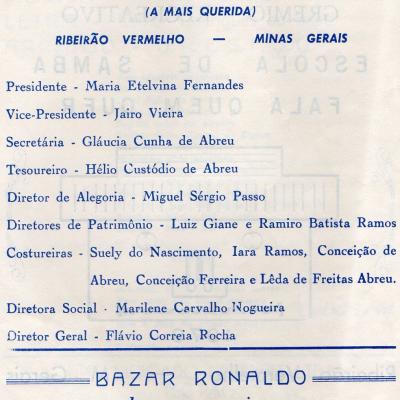 (A MAIS QUERIDA)
RIBEIRÃO VERMELHO — MINAS GERAIS
Presidente - Maria Etelvina Fernandes
Vice-Presidente - Jairo Vieira
Secretária - Gláucia Cunha de Abreu
Tesoureiro - Hélio Custódio de Abreu
Diretor de Alegoria - Miguel Sérgio Passo
Diretores de Patrimônio - Luiz Giane e Ramiro Batista Ramos
Costureiras - Suely do Nascimento, Iara Ramos, Conceição de
Abreu, Conceição Ferreira e Lêda de Freitas Abreu.
Diretora Social - Marilene Carvalho Nogueira
Diretor Geral - Flávio Correia Rocha
BAZAR RONALDO